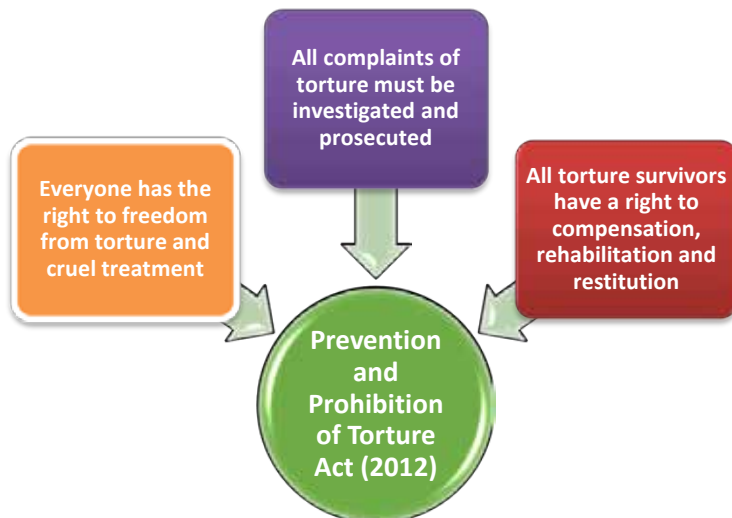 All complaints of
torture must be
investigated and
prosecuted
Everyone has the
right to freedom
from torture and
cruel treatment
All torture survivors
have a right to
compensation,
rehabilitation and
restitution
Prevention
and
Prohibition
of Torture
Act (2012)